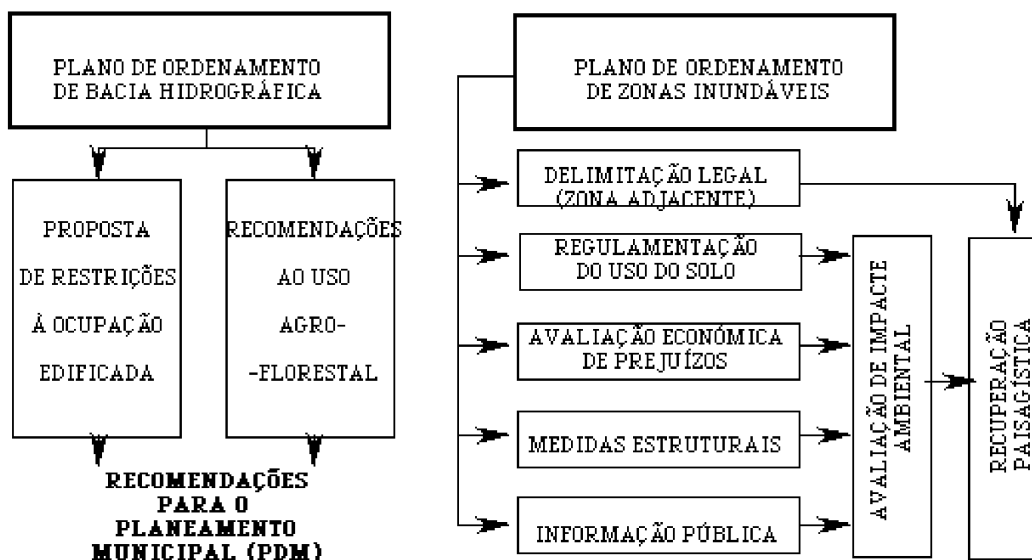 PLANO DE ORDENAMENTO
DE BACIA HIDROGRÁFICA
PROPOSTA
DE RESTRIÇÕES
À OCUPAÇÃO
EDIFICADA
RECOMENDAÇÕES
AO USO
AGRO-
-FLORESTAL
RECOMENDAÇÕES
PARA O
PLANEAMENTO
MUNICIPAL (PDM)
PLANO DE ORDENAMENTO
DE ZONAS INUNDÁVEIS
DELIMITAÇÃO LEGAL
(ZONA ADJACENTE)
REGULAMENTAÇÃO
DO USO DO SOLO
AVALIAÇÃO ECONÓMICA
DE PREJUÍZOS
MEDIDAS ESTRUTURAIS
INFORMAÇÃO PÚBLICA
AVALIAÇÃO DE IMPACTE
AMBIENTAL
RECUPERAÇÃO
PAISAGÍSTICA